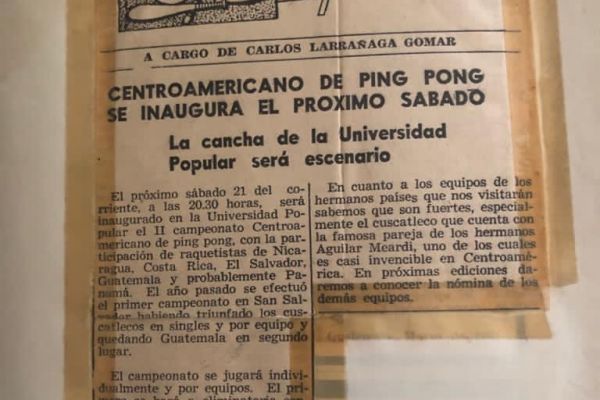 A CARGO DE CARLOS LARRAÑAGA GOMAR
CENTROAMERICANO DE PING PONG
SE INAUGURA EL PROXIMO SABADO
La cancha de la Universidad
Popular será escenario
El próximo sábado 21 del co-
rriente, a las 20.30 horas, será
inaugurado en la Universidad Po-
pular el II campeonato Centroa-
mericano de ping pong, con la par-
ticipación de raquetistas de Nica-
ragua, Costa Rica, El Salvador,
Guatemala y probablemente Pa-
namá. El año pasado se efectuó
el primer campeonato en San Sal-
vador habiendo triunfado los cus-
catlecos en singles y por equipo y
quedando Guatemala en segundo
lugar.
El campeonato se jugará indivi-
dualmente y por equipos. El pri-
En cuanto a los equipos de los
hermanos países que nos visitarán
sabemos que son fuertes, especial-
mente el cuscatleco que cuenta con
la famosa pareja de los hermanos
Aguilar Meardi, uno de los cuales
es casi invencible en Centroamé-
rica. En próximas ediciones da-
remos a conocer la nómina de los
demás equipos.